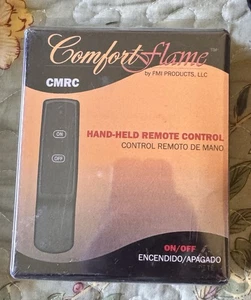 Comfort Flame™
by FMI PRODUCTS, LLC
CMRC
ON
OFF
HAND-HELD REMOTE CONTROL
CONTROL REMOTO DE MANO
ON/OFF
ENCENDIDO/APAGADO